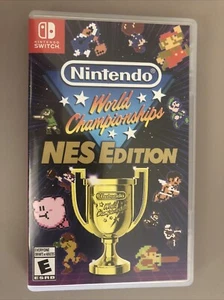 NINTENDO
SWITCH
Nintendo
World
Championships
NES EDITION
EVERYONE
E
ESRB